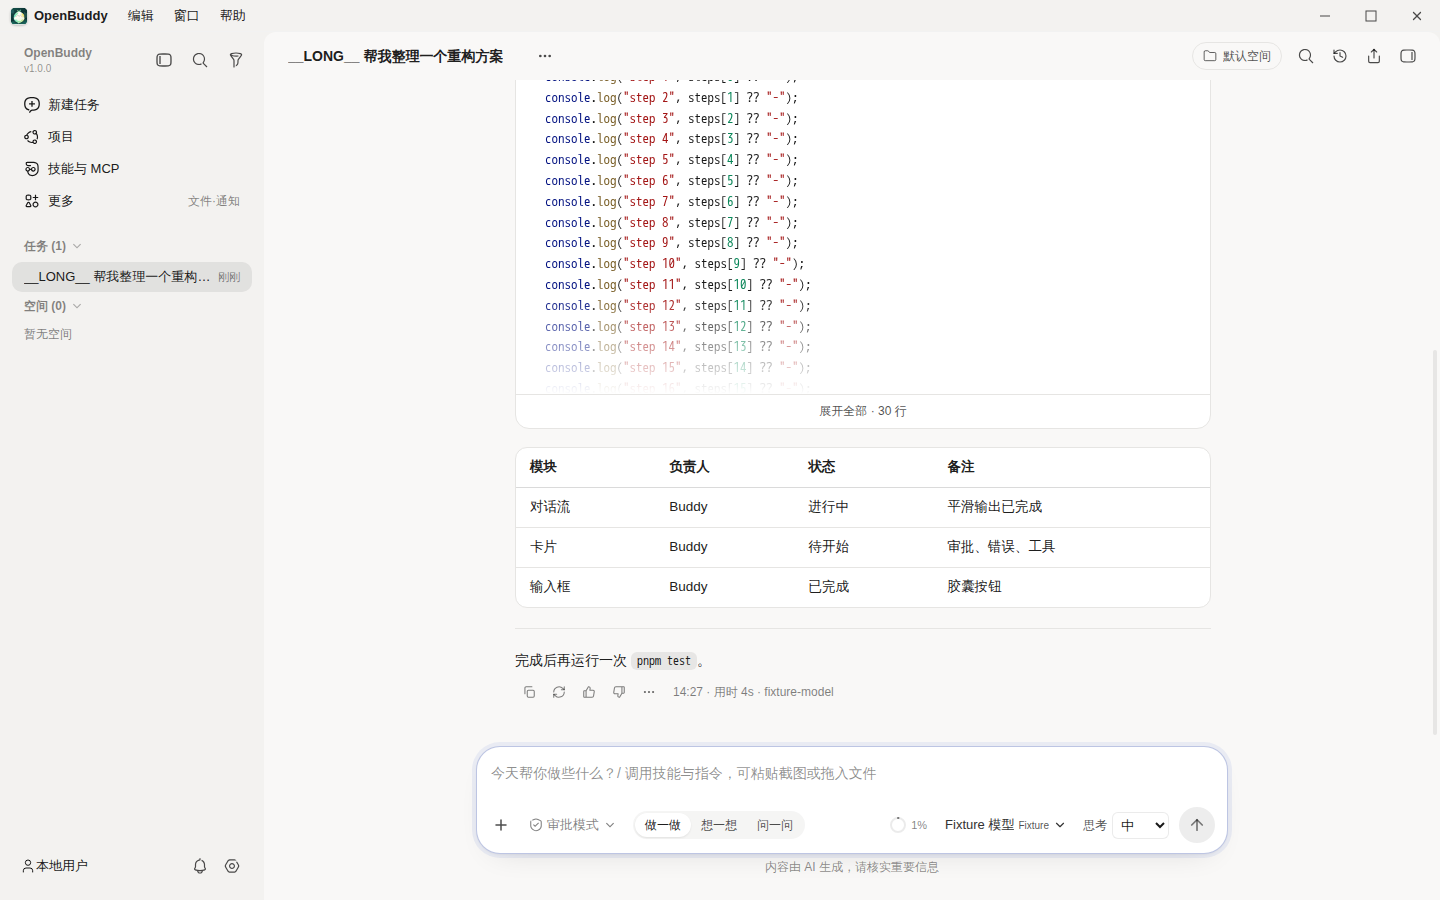 OpenBuddy 编辑 窗口 帮助
OpenBuddy
v1.0.0
新建任务
项目
技能与 MCP
更多 文件·通知
任务 (1)
__LONG__ 帮我整理一个重构… 刚刚
空间 (0)
暂无空间
本地用户
__LONG__ 帮我整理一个重构方案
默认空间
console.log("step 2", steps[1] ?? "-");
console.log("step 3", steps[2] ?? "-");
console.log("step 4", steps[3] ?? "-");
console.log("step 5", steps[4] ?? "-");
console.log("step 6", steps[5] ?? "-");
console.log("step 7", steps[6] ?? "-");
console.log("step 8", steps[7] ?? "-");
console.log("step 9", steps[8] ?? "-");
console.log("step 10", steps[9] ?? "-");
console.log("step 11", steps[10] ?? "-");
console.log("step 12", steps[11] ?? "-");
console.log("step 13", steps[12] ?? "-");
console.log("step 14", steps[13] ?? "-");
console.log("step 15", steps[14] ?? "-");
console.log("step 16", steps[15] ?? "-");
展开全部 · 30 行
模块 负责人 状态 备注
对话流 Buddy 进行中 平滑输出已完成
卡片 Buddy 待开始 审批、错误、工具
输入框 Buddy 已完成 胶囊按钮
完成后再运行一次 pnpm test。
14:27 · 用时 4s · fixture-model
今天帮你做些什么？/ 调用技能与指令，可粘贴截图或拖入文件
审批模式 做一做 想一想 问一问 1% Fixture 模型 Fixture 思考 中
内容由 AI 生成，请核实重要信息